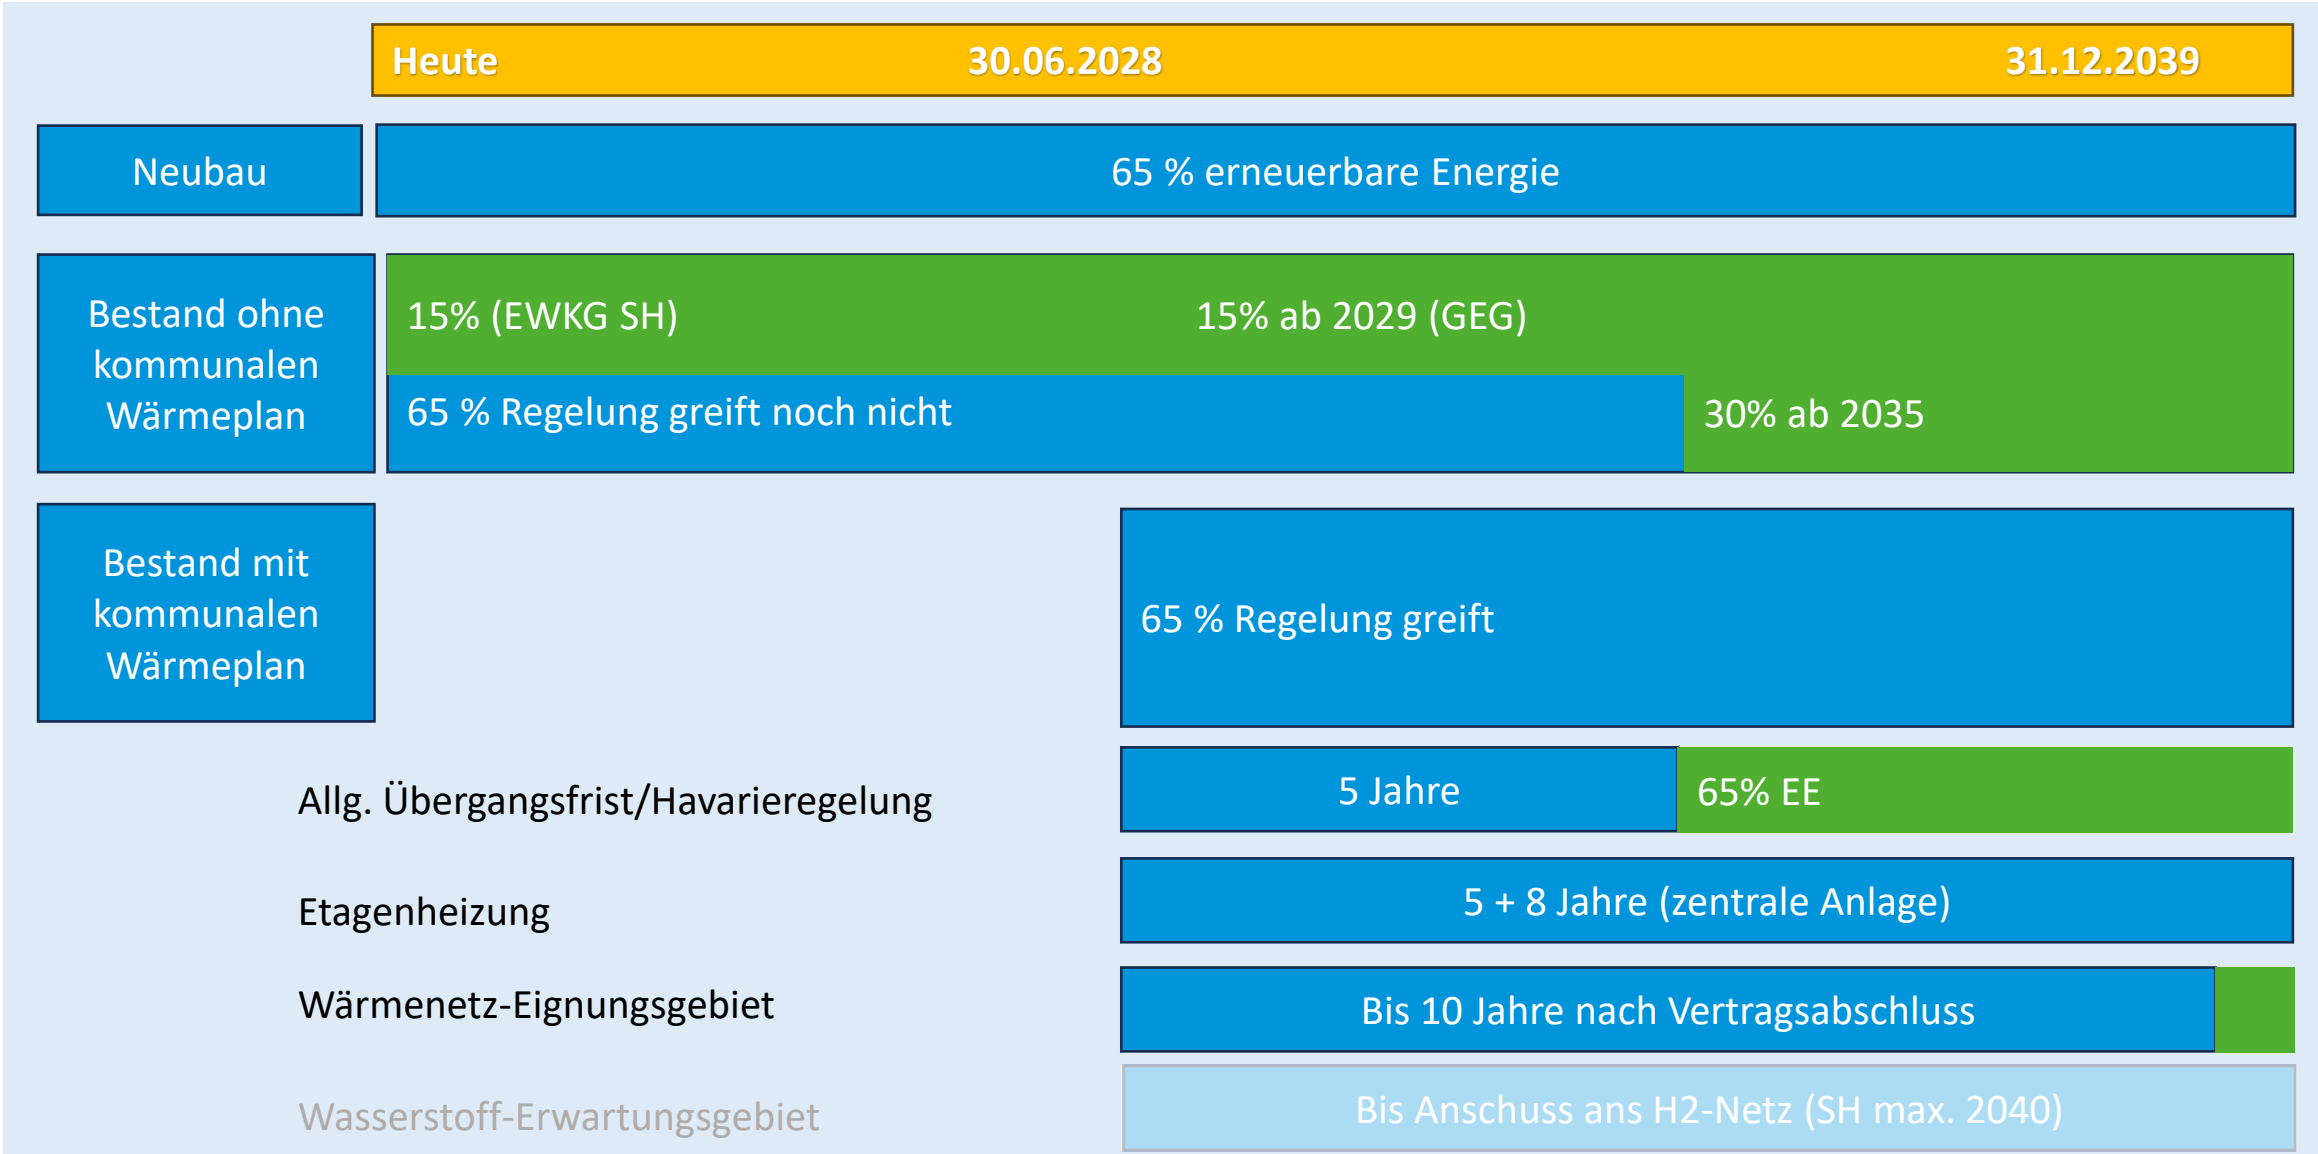 Heute 30.06.2028 31.12.2039
Neubau
65 % erneuerbare Energie
Bestand ohne
kommunalen
Wärmeplan
15% (EWKG SH) 15% ab 2029 (GEG)
65 % Regelung greift noch nicht
30% ab 2035
Bestand mit
kommunalen
Wärmeplan
65 % Regelung greift
Allg. Übergangsfrist/Havarieregelung
5 Jahre
65% EE
Etagenheizung
5 + 8 Jahre (zentrale Anlage)
Wärmenetz-Eignungsgebiet
Bis 10 Jahre nach Vertragsabschluss
Wasserstoff-Erwartungsgebiet
Bis Anschuss ans H2-Netz (SH max. 2040)